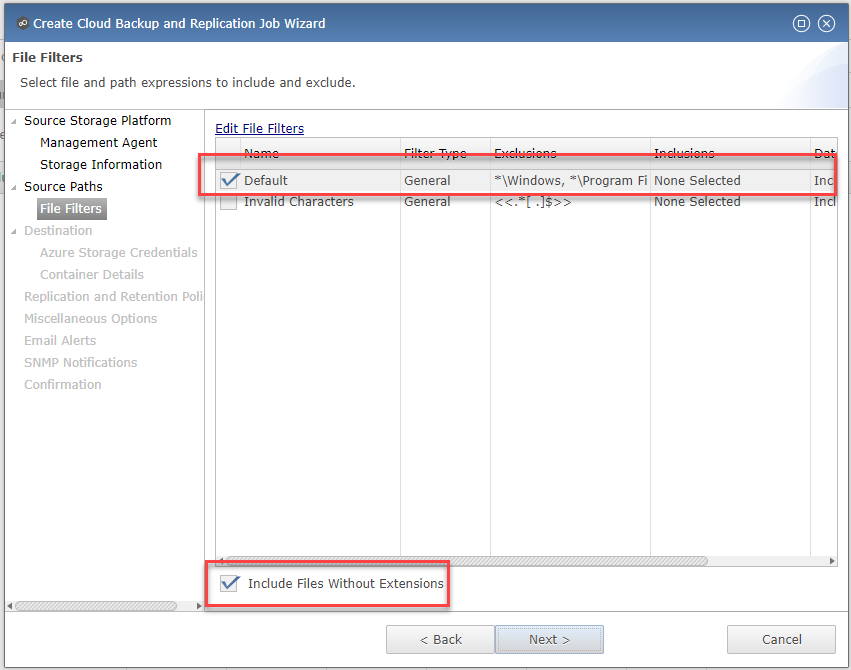 Create Cloud Backup and Replication Job Wizard
File Filters
Select file and path expressions to include and exclude.
Source Storage Platform
Management Agent
Storage Information
Source Paths
File Filters
Destination
Azure Storage Credentials
Container Details
Replication and Retention Poli
Miscellaneous Options
Email Alerts
SNMP Notifications
Confirmation
Edit File Filters
Name Filter Type Exclusions Inclusions Dat
Default General *\Windows, *\Program Fi None Selected Incl
Invalid Characters General <<.*[ .]$>> None Selected Incl
Include Files Without Extensions
< Back Next > Cancel